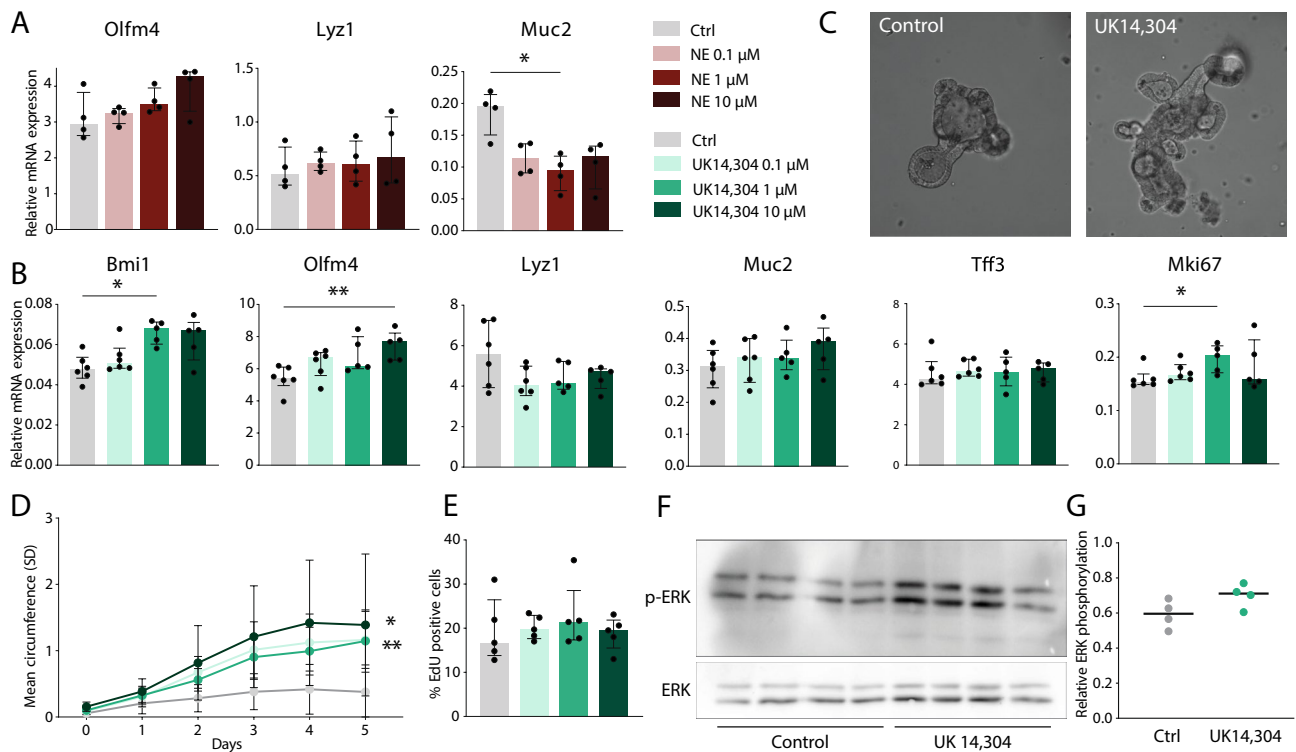 A
Olfm4
Lyz1
Muc2
Relative mRNA expression
0 1 2 3 4
0.0 0.5 1.0 1.5
0.00 0.05 0.10 0.15 0.20 0.25
*
Ctrl
NE 0.1 μM
NE 1 μM
NE 10 μM
Ctrl
UK14,304 0.1 μM
UK14,304 1 μM
UK14,304 10 μM
C
Control
UK14,304
B
Bmi1
Olfm4
Lyz1
Muc2
Tff3
Mki67
Relative mRNA expression
0.00 0.02 0.04 0.06 0.08
*
0 2 4 6 8 10
**
0 2 4 6 8
0.0 0.1 0.2 0.3 0.4 0.5
0 2 4 6 8
0.0 0.1 0.2 0.3
*
D
Mean circumference (SD)
0 1 2 3
0 1 2 3 4 5
Days
*
**
E
% EdU positive cells
0 10 20 30 40
F
p-ERK
ERK
Control
UK 14,304
G
Relative ERK phosphorylation
0.0 0.2 0.4 0.6 0.8 1.0
Ctrl
UK14,304